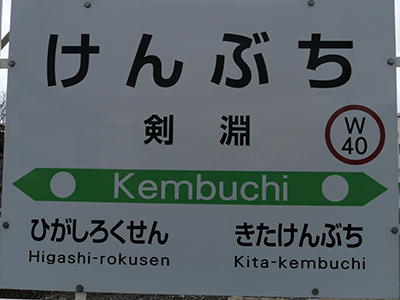 けんぶち
剣淵
W
40
Kembuchi
ひがしろくせん きたけんぶち
Higashi-rokusen Kita-kembuchi